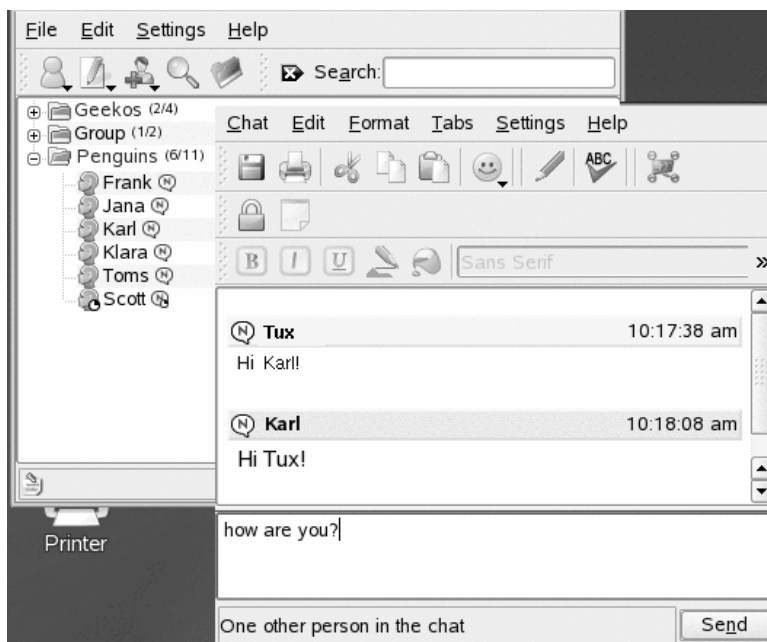 File Edit Settings Help
Search:
Geekos (2/4)
Group (1/2)
Penguins (6/11)
Frank N
Jana N
Karl N
Klara N
Toms N
Scott N
Chat Edit Format Tabs Settings Help
ABC
B I U Sans Serif »
N Tux 10:17:38 am
Hi Karl!
N Karl 10:18:08 am
Hi Tux!
how are you?
One other person in the chat Send
Printer